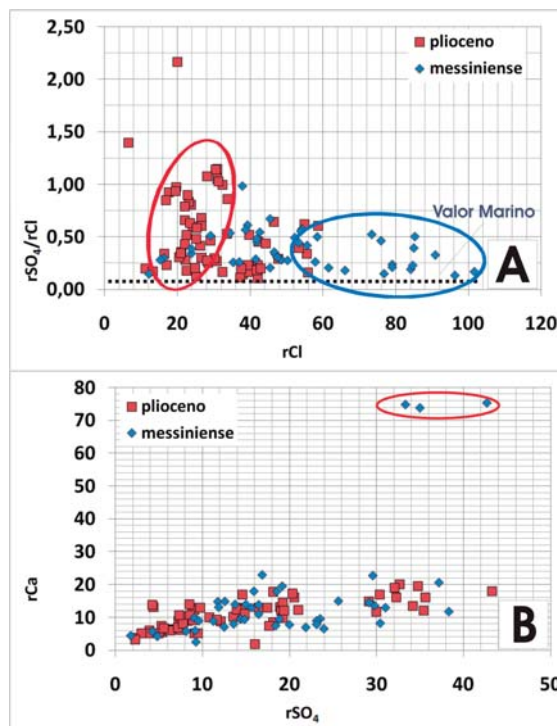 2,50
2,00
1,50
1,00
0,50
0,00
rSO4/rCl
plioceno
messiniense
Valor Marino
A
0 20 40 60 80 100 120
rCl
80
70
60
50
40
30
20
10
0
rCa
plioceno
messiniense
B
0 10 20 30 40 50
rSO4